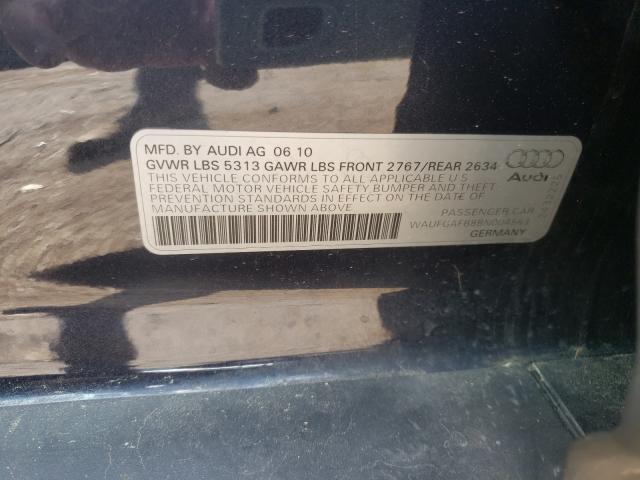 MFD. BY AUDI AG 06 10
GVWR LBS 5313 GAWR LBS FRONT 2767/REAR 2634
THIS VEHICLE CONFORMS TO ALL APPLICABLE U S
FEDERAL MOTOR VEHICLE SAFETY, BUMPER AND THEFT
PREVENTION STANDARDS IN EFFECT ON THE DATE OF
MANUFACTURE SHOWN ABOVE
Audi
PASSENGER CAR
GERMANY